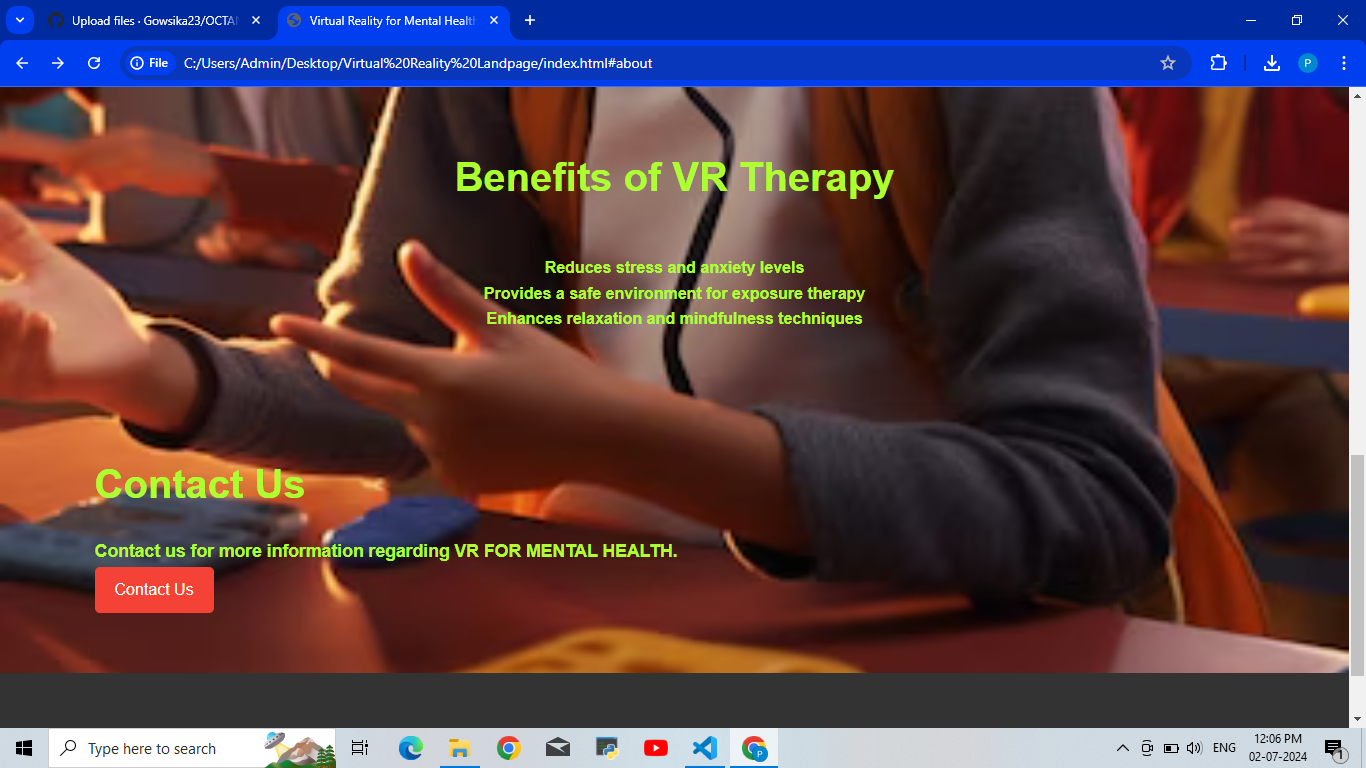 Upload files · Gowsika23/OCTA
Virtual Reality for Mental Healt
File
C:/Users/Admin/Desktop/Virtual%20Reality%20Landpage/index.html#about
P
Benefits of VR Therapy
Reduces stress and anxiety levels
Provides a safe environment for exposure therapy
Enhances relaxation and mindfulness techniques
Contact Us
Contact us for more information regarding VR FOR MENTAL HEALTH.
Contact Us
Type here to search
P
ENG
12:06 PM
02-07-2024
1